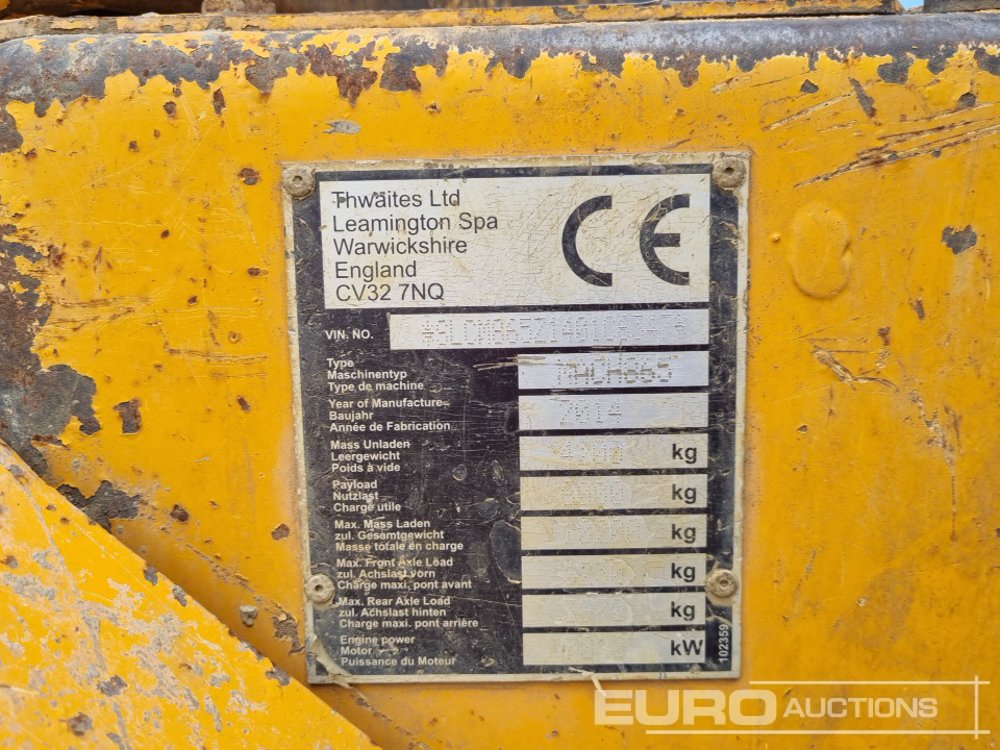 Thwaites Ltd
Leamington Spa
Warwickshire
England
CV32 7NQ
CE
VIN. NO.
Type
Maschinentyp
Type de machine
MACH565
Year of Manufacture
Baujahr
Année de Fabrication
2014
Mass Unladen
Leergewicht
Poids à vide
kg
Payload
Nutzlast
Charge utile
kg
Max. Mass Laden
zul. Gesamtgewicht
Masse totale en charge
kg
Max. Front Axle Load
zul. Achslast vorn
Charge maxi. pont avant
kg
Max. Rear Axle Load
zul. Achslast hinten
Charge maxi. pont arrière
kg
Engine power
Motor
Puissance du Moteur
kW
102359
EURO AUCTIONS